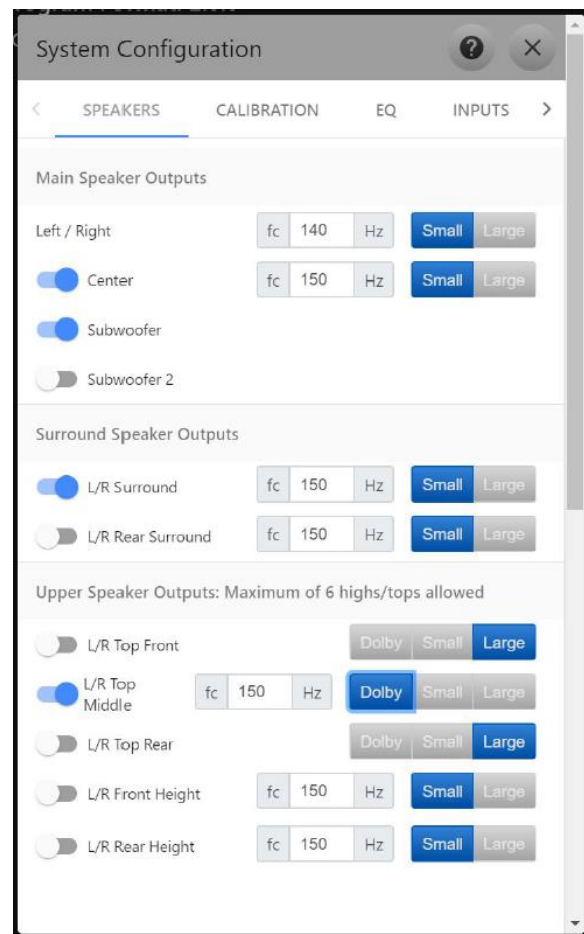 System Configuration ?
SPEAKERS CALIBRATION EQ INPUTS
Main Speaker Outputs
Left / Right fc 140 Hz Small Large
Center fc 150 Hz Small Large
Subwoofer
Subwoofer 2
Surround Speaker Outputs
L/R Surround fc 150 Hz Small Large
L/R Rear Surround fc 150 Hz Small Large
Upper Speaker Outputs: Maximum of 6 highs/tops allowed
L/R Top Front Dolby Small Large
L/R Top
Middle fc 150 Hz Dolby Small Large
L/R Top Rear Dolby Small Large
L/R Front Height fc 150 Hz Small Large
L/R Rear Height fc 150 Hz Small Large